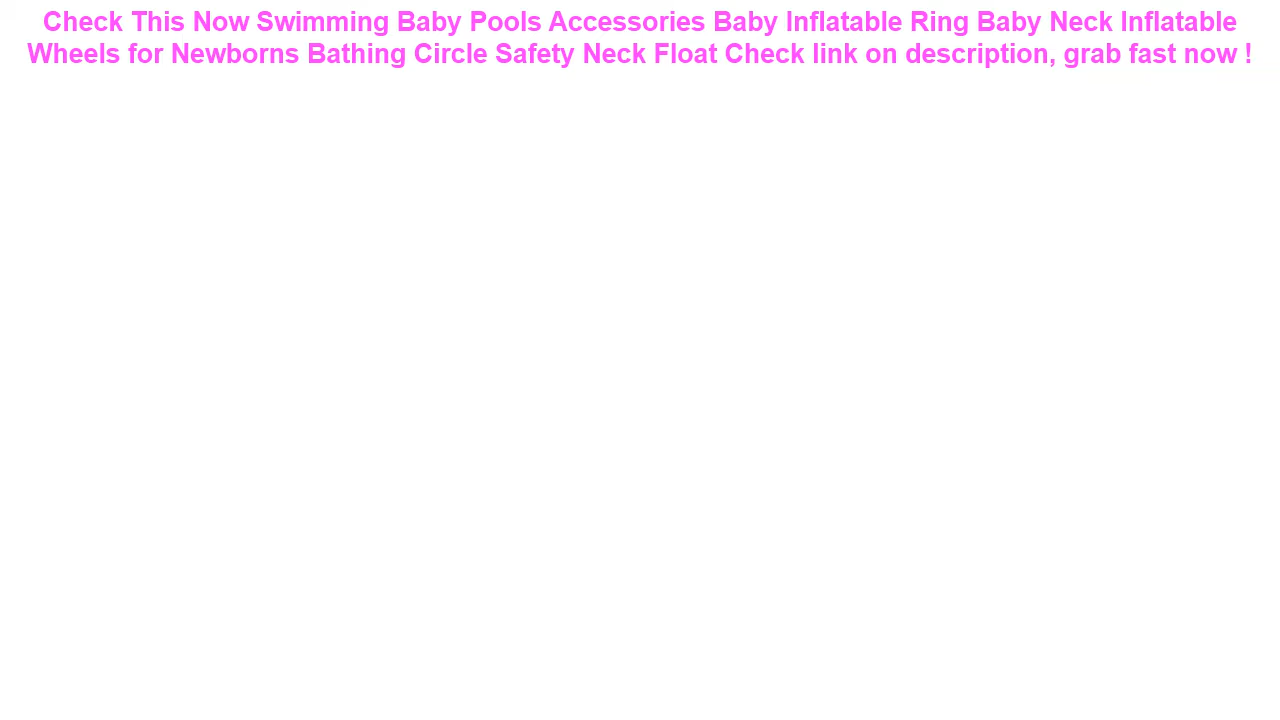 Check This Now Swimming Baby Pools Accessories Baby Inflatable Ring Baby Neck Inflatable
Wheels for Newborns Bathing Circle Safety Neck Float Check link on description, grab fast now !